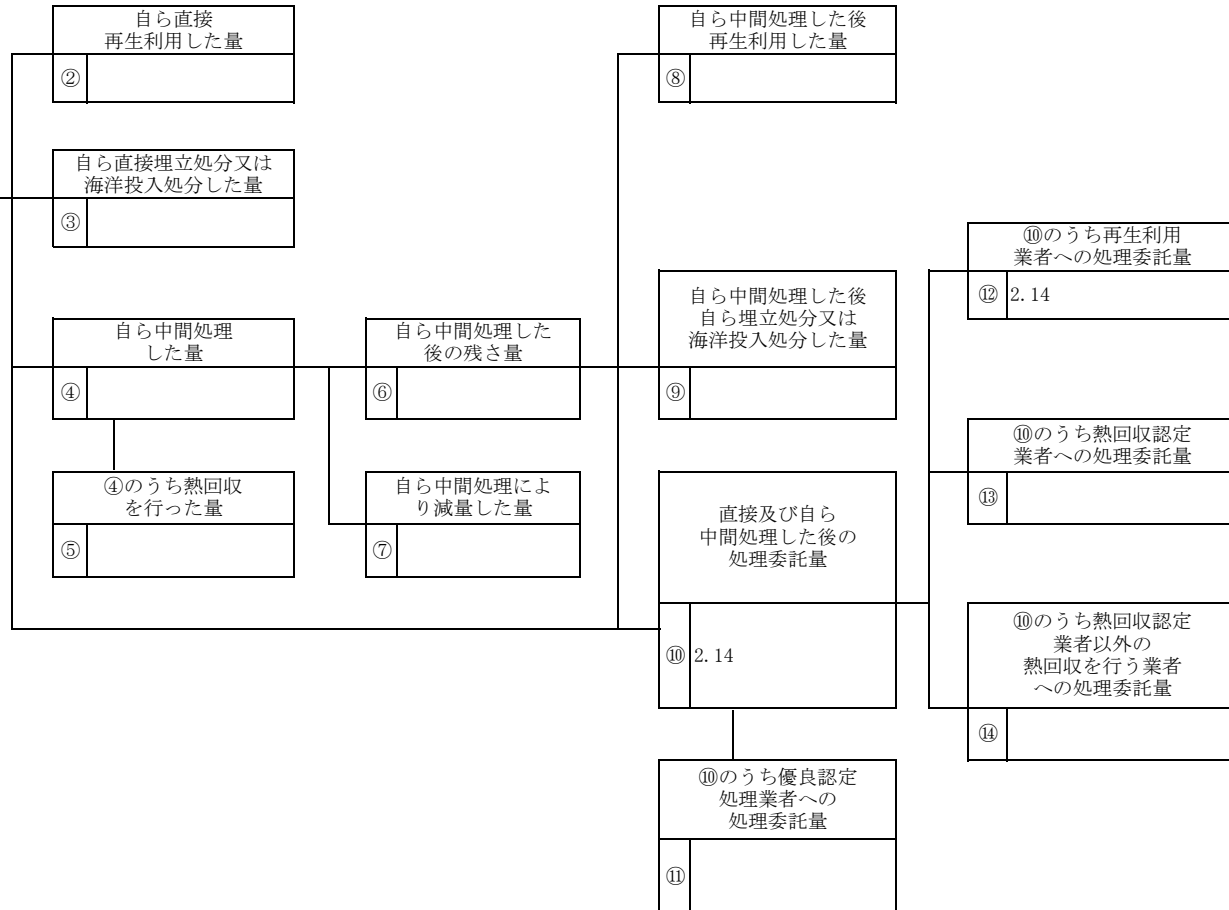 自ら直接
再生利用した量
②
自ら中間処理した後
再生利用した量
⑧
自ら直接埋立処分又は
海洋投入処分した量
③
⑩のうち再生利用
業者への処理委託量
⑫ 2.14
自ら中間処理
した量
④
自ら中間処理した
後の残さ量
⑥
自ら中間処理した後
自ら埋立処分又は
海洋投入処分した量
⑨
⑩のうち熱回収認定
業者への処理委託量
⑬
④のうち熱回収
を行った量
⑤
自ら中間処理によ
り減量した量
⑦
直接及び自ら
中間処理した後の
処理委託量
⑩ 2.14
⑩のうち熱回収認定
業者以外の
熱回収を行う業者
への処理委託量
⑭
⑩のうち優良認定
処理業者への
処理委託量
⑪